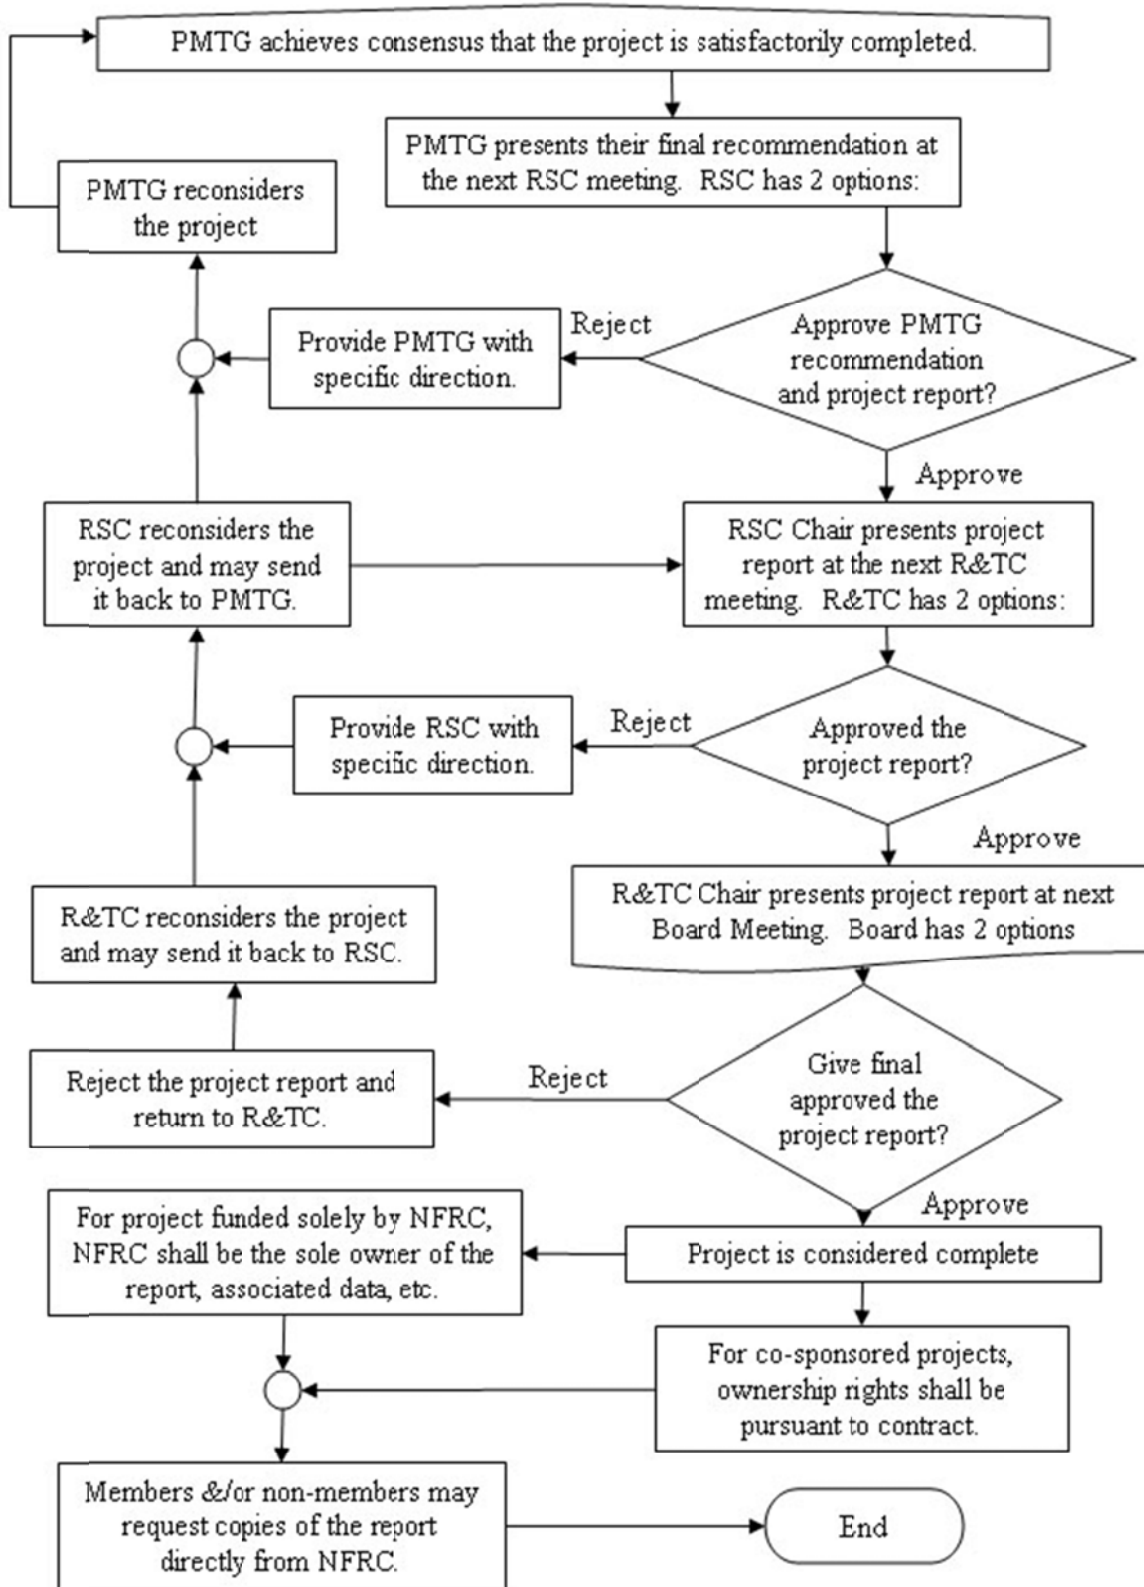 PMTG achieves consensus that the project is satisfactorily completed.
PMTG presents their final recommendation at
the next RSC meeting.  RSC has 2 options:
PMTG reconsiders
the project
Approve PMTG
recommendation
and project report?
Reject
Provide PMTG with
specific direction.
Approve
RSC Chair presents project
report at the next R&TC
meeting.  R&TC has 2 options:
RSC reconsiders the
project and may send
it back to PMTG.
Approved the
project report?
Reject
Provide RSC with
specific direction.
Approve
R&TC Chair presents project report at next
Board Meeting.  Board has 2 options
R&TC reconsiders the project
and may send it back to RSC.
Give final
approved the
project report?
Reject
Reject the project report and
return to R&TC.
Approve
Project is considered complete
For project funded solely by NFRC,
NFRC shall be the sole owner of the
report, associated data, etc.
For co-sponsored projects,
ownership rights shall be
pursuant to contract.
Members &/or non-members may
request copies of the report
directly from NFRC.
End